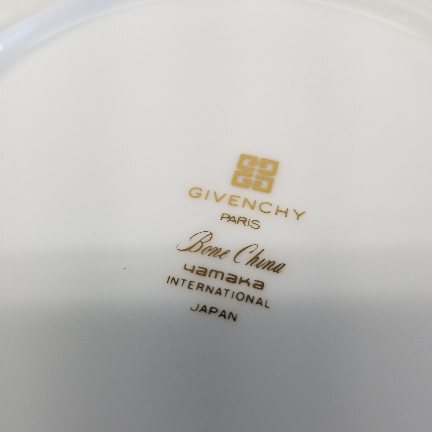 GIVENCHY
PARIS
Bone China
yamaka
INTERNATIONAL
JAPAN